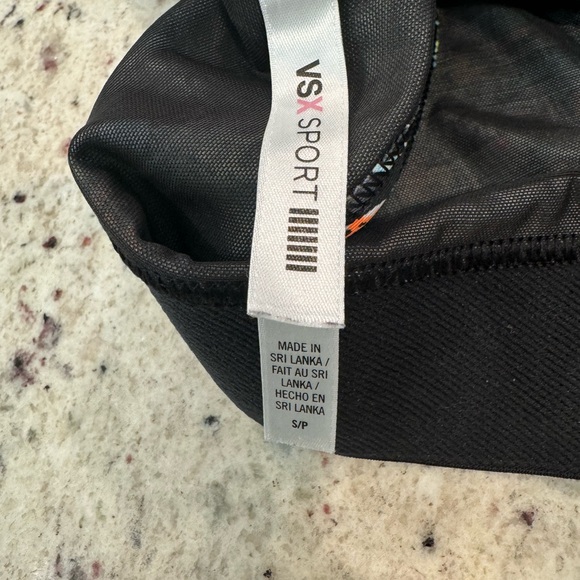 VSX SPORT
MADE IN
SRI LANKA /
FAIT AU SRI
LANKA /
HECHO EN
SRI LANKA
S/P